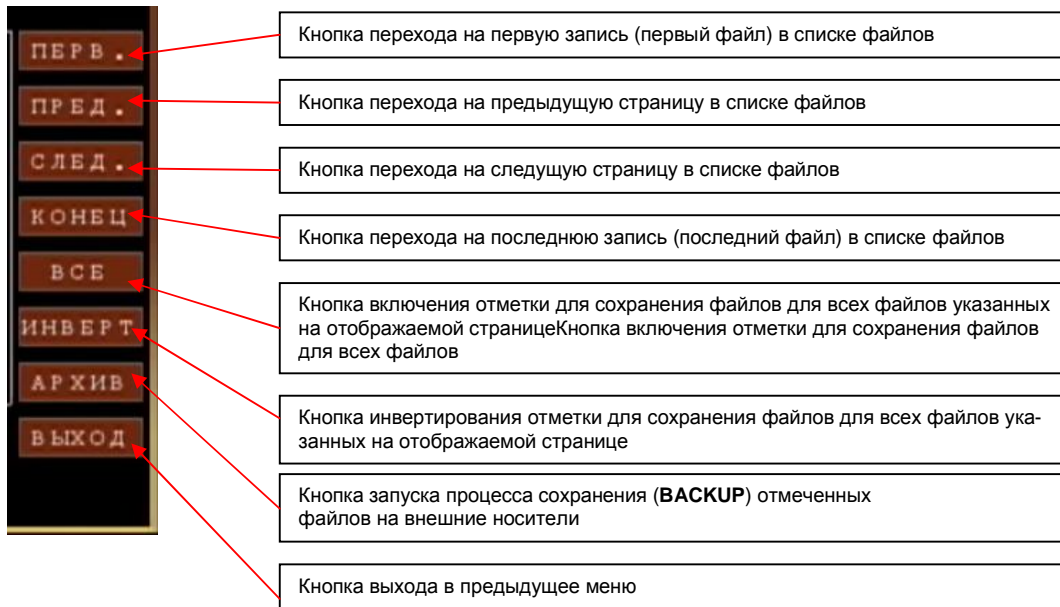 ПЕРВ.
Кнопка перехода на первую запись (первый файл) в списке файлов
ПРЕД.
Кнопка перехода на предыдущую страницу в списке файлов
СЛЕД.
Кнопка перехода на следущую страницу в списке файлов
КОНЕЦ
Кнопка перехода на последнюю запись (последний файл) в списке файлов
ВСЕ
Кнопка включения отметки для сохранения файлов для всех файлов указанных
на отображаемой страницеКнопка включения отметки для сохранения файлов
для всех файлов
ИНВЕРТ
Кнопка инвертирования отметки для сохранения файлов для всех файлов ука-
занных на отображаемой странице
АРХИВ
Кнопка запуска процесса сохранения (BACKUP) отмеченных
файлов на внешние носители
ВЫХОД
Кнопка выхода в предыдущее меню